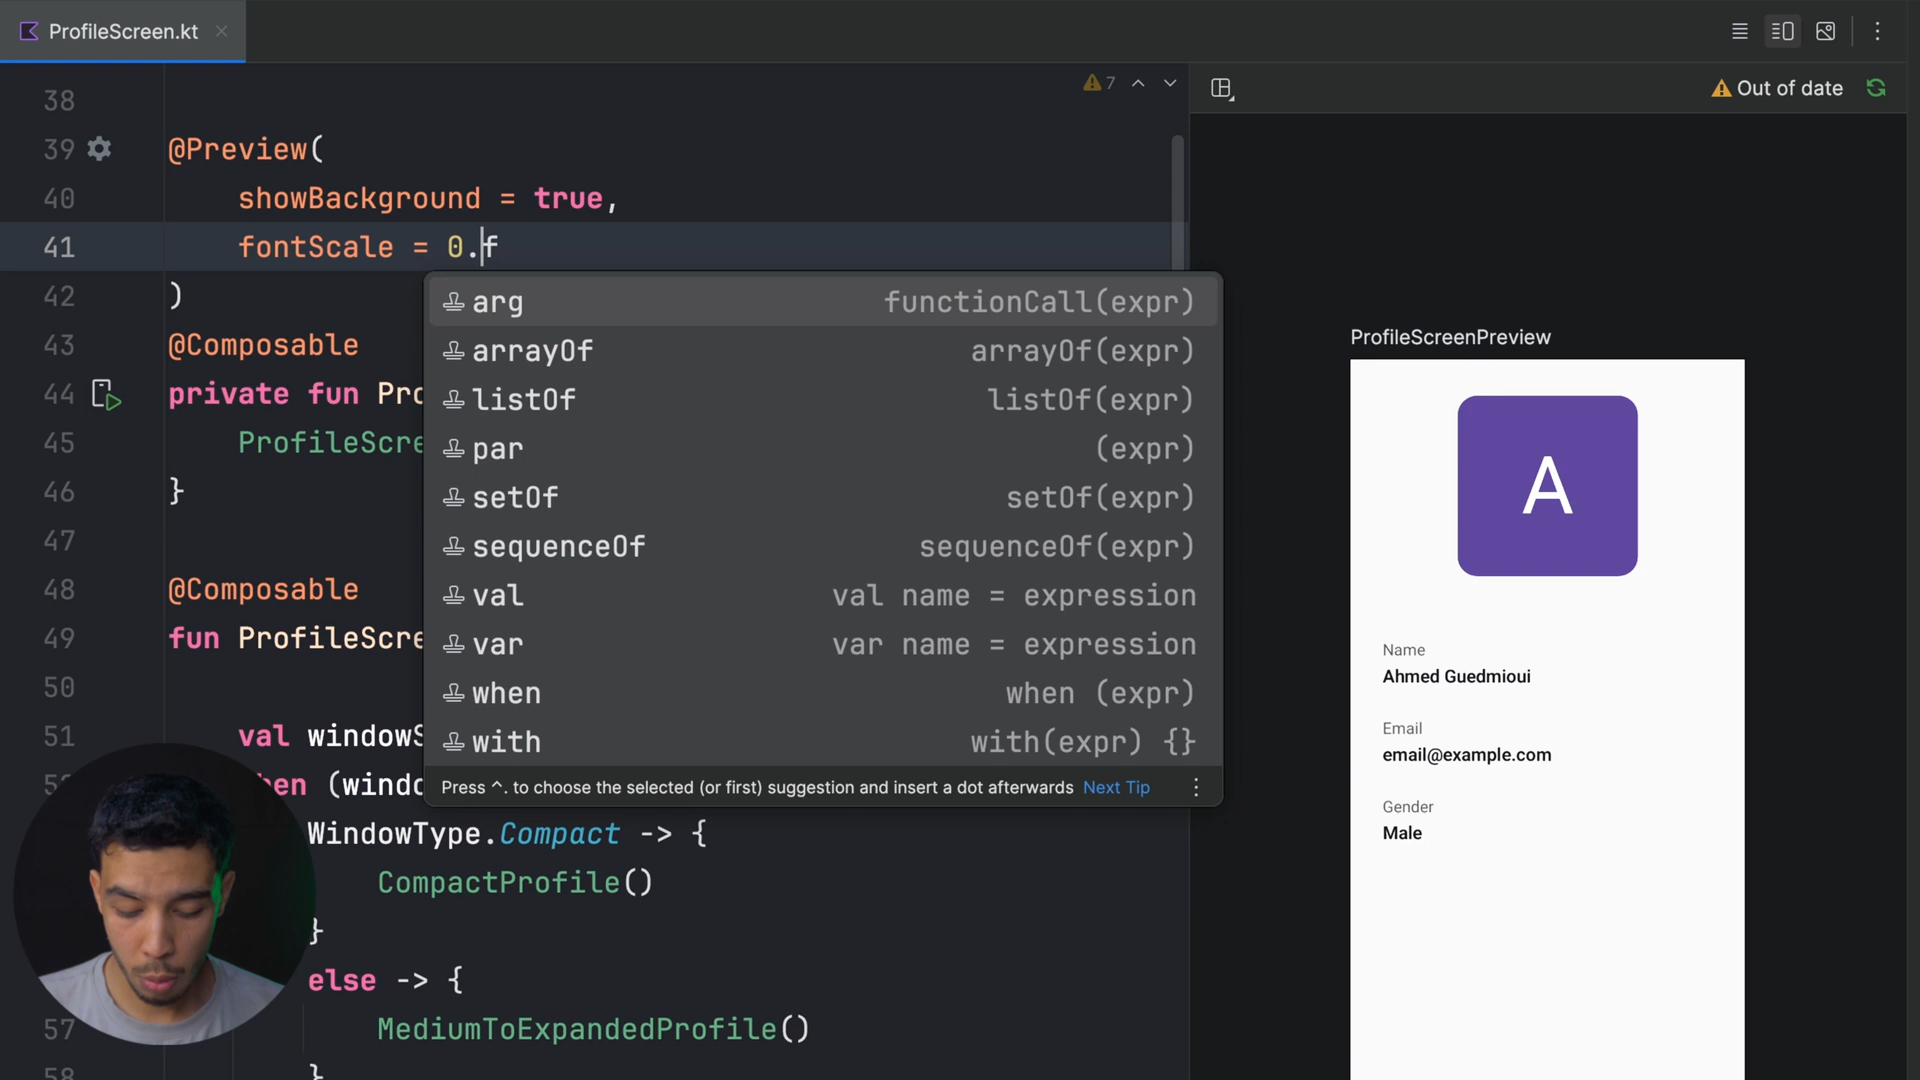 ProfileScreen.kt
7
Out of date
38
39 @Preview(
40 showBackground = true,
41 fontScale = 0.f
42 )
43 @Composable
44 private fun Pro
45 ProfileScre
46 }
47
48 @Composable
49 fun ProfileScre
50
51 val windowS
hen (windo
WindowType.Compact -> {
CompactProfile()
}
else -> {
57 MediumToExpandedProfile()
58 }
arg functionCall(expr)
arrayOf arrayOf(expr)
listOf listOf(expr)
par (expr)
setOf setOf(expr)
sequenceOf sequenceOf(expr)
val val name = expression
var var name = expression
when when (expr)
with with(expr) {}
Press ^. to choose the selected (or first) suggestion and insert a dot afterwards Next Tip
ProfileScreenPreview
A
Name
Ahmed Guedmioui
Email
email@example.com
Gender
Male